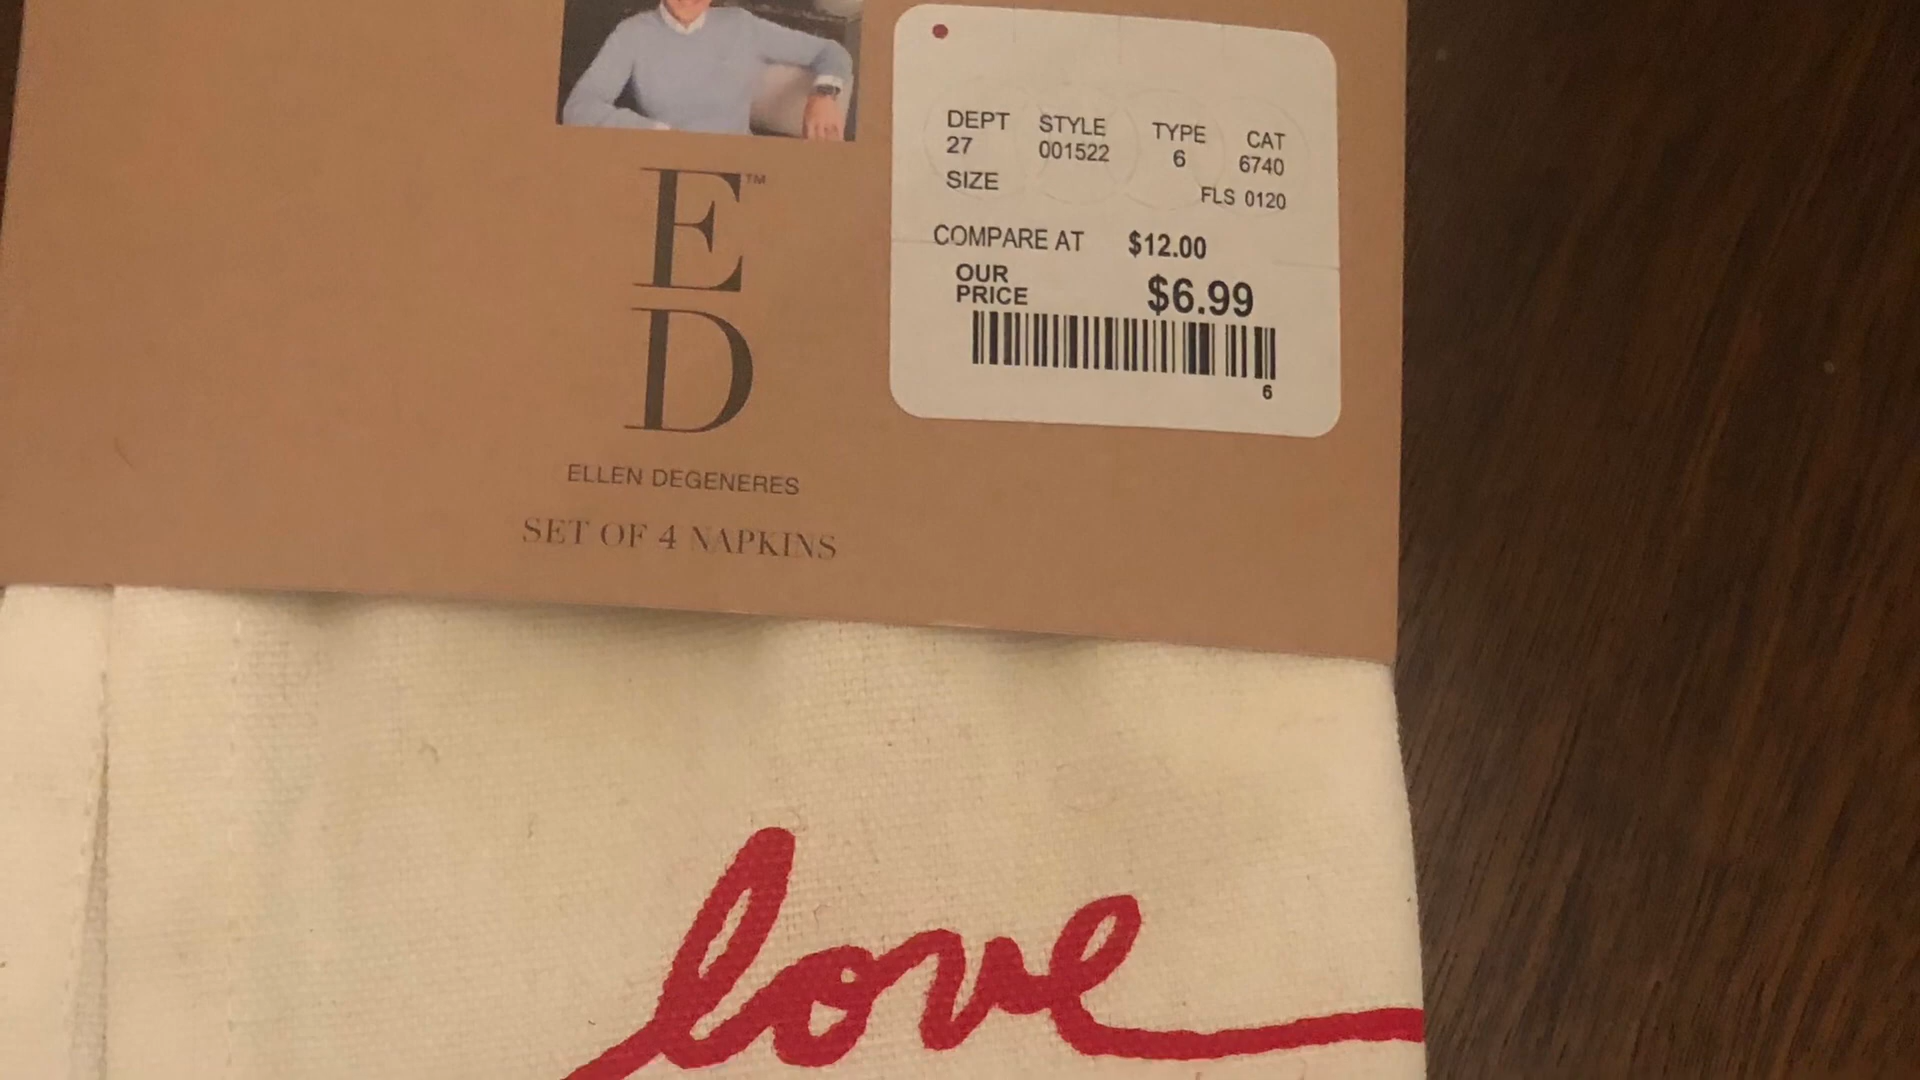 E™
D
ELLEN DEGENERES
SET OF 4 NAPKINS
DEPT STYLE TYPE CAT
27 001522 6 6740
SIZE
FLS 0120
COMPARE AT $12.00
OUR
PRICE $6.99
6
love